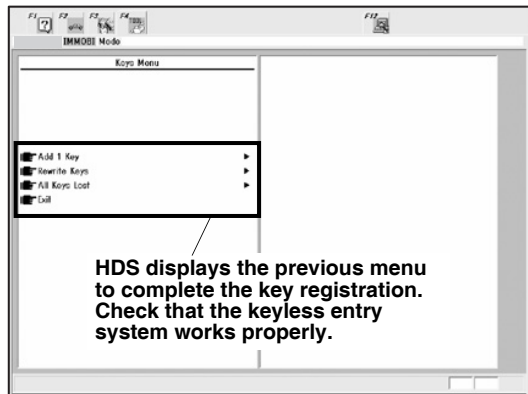 F1 F2 F3 F4 F12
IMMOBI Mode
Keys Menu
Add 1 Key
Rewrite Keys
All Keys Lost
Exit
HDS displays the previous menu
to complete the key registration.
Check that the keyless entry
system works properly.